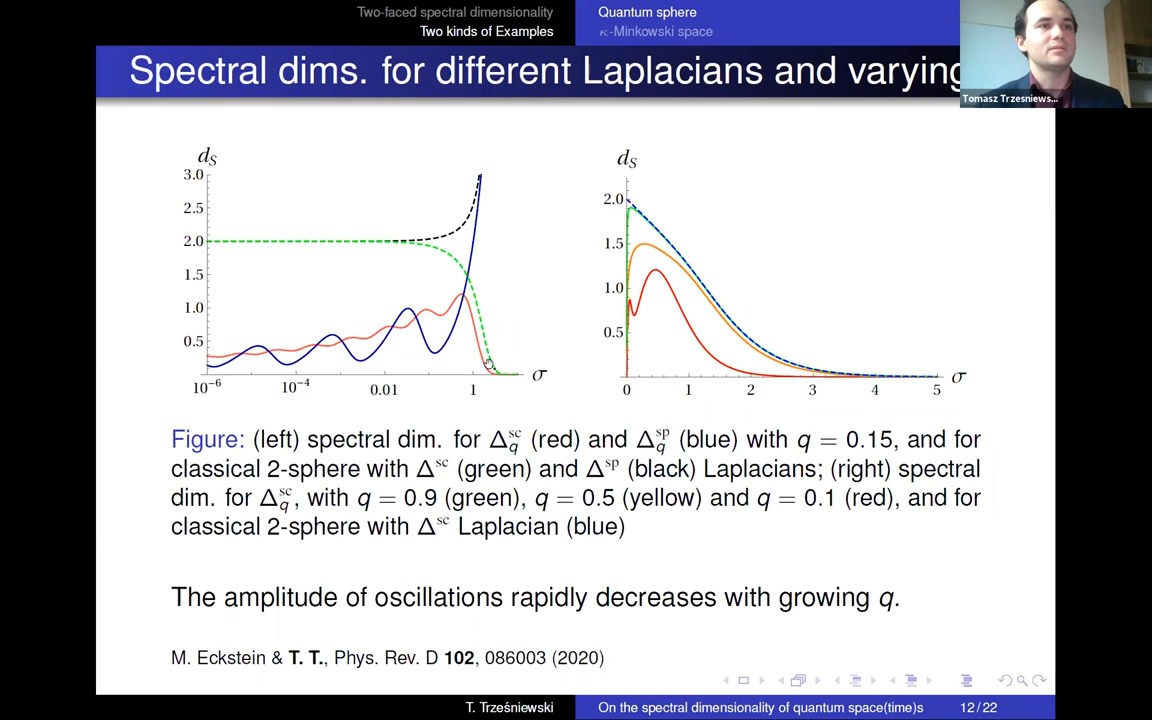 Two-faced spectral dimensionality
Two kinds of Examples
Quantum sphere
κ-Minkowski space
Spectral dims. for different Laplacians and varying
Tomasz Trzesniews...
d_S
3.0
2.5
2.0
1.5
1.0
0.5
10⁻⁶
10⁻⁴
0.01
1
σ
d_S
2.0
1.5
1.0
0.5
0
1
2
3
4
5
σ
Figure: (left) spectral dim. for Δ_q^sc (red) and Δ_q^sp (blue) with q = 0.15, and for
classical 2-sphere with Δ^sc (green) and Δ^sp (black) Laplacians; (right) spectral
dim. for Δ_q^sc, with q = 0.9 (green), q = 0.5 (yellow) and q = 0.1 (red), and for
classical 2-sphere with Δ^sc Laplacian (blue)
The amplitude of oscillations rapidly decreases with growing q.
M. Eckstein & T. T., Phys. Rev. D 102, 086003 (2020)
T. Trześniewski
On the spectral dimensionality of quantum space(time)s
12 / 22